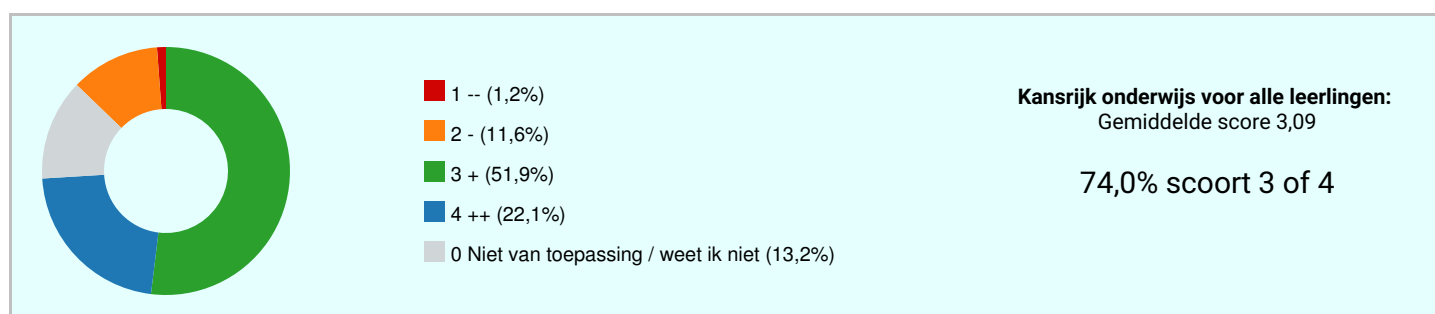 1 -- (1,2%)
2 - (11,6%)
3 + (51,9%)
4 ++ (22,1%)
0 Niet van toepassing / weet ik niet (13,2%)
Kansrijk onderwijs voor alle leerlingen:
Gemiddelde score 3,09
74,0% scoort 3 of 4